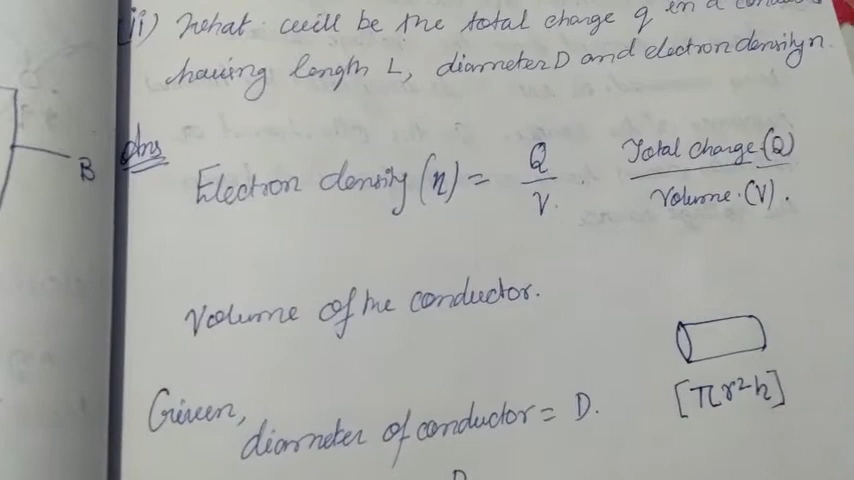 (ii) What will be the total charge q in a
having length L, diameter D and electron density n.
B
Ans
Electron density (n) = Q/V. Total charge (Q)/Volume. (V).
Volume of the conductor.
Given,
[πr²h]
diameter of conductor = D.
D